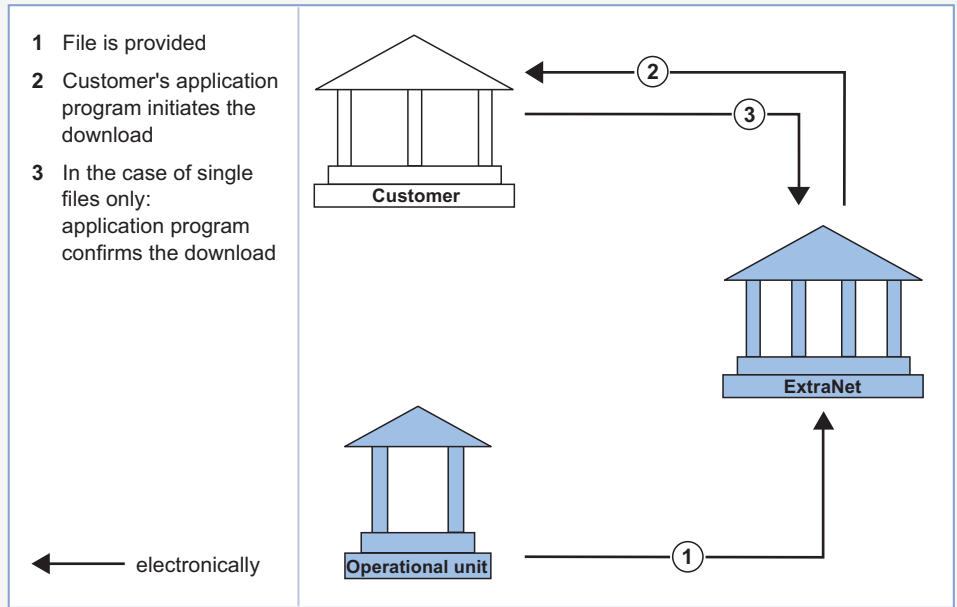 1 File is provided
2 Customer's application
program initiates the
download
3 In the case of single
files only:
application program
confirms the download
electronically
2
3
Customer
ExtraNet
Operational unit
1